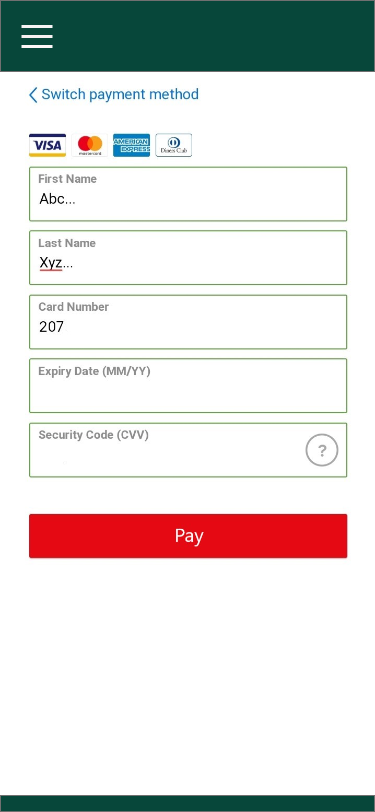 Switch payment method
VISA mastercard AMERICAN EXPRESS Diners Club
First Name
Abc...
Last Name
Xyz...
Card Number
207
Expiry Date (MM/YY)
Security Code (CVV)
?
Pay